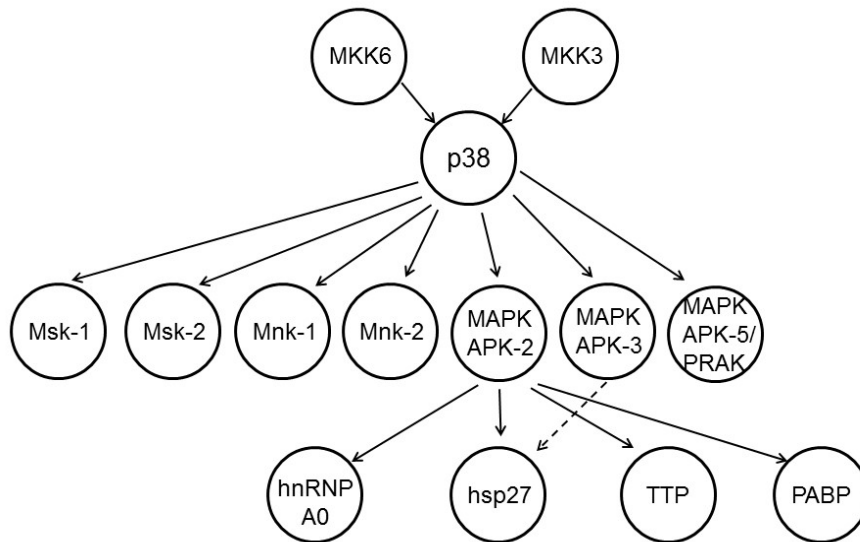 MKK6
MKK3
p38
Msk-1
Msk-2
Mnk-1
Mnk-2
MAPK
APK-2
MAPK
APK-3
MAPK
APK-5/
PRAK
hnRNP
A0
hsp27
TTP
PABP